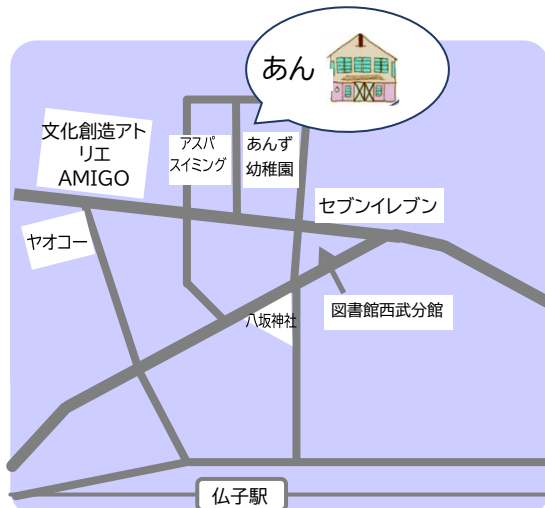 あん
文化創造アト
リエ
AMIGO
アスパ
スイミング
あんず
幼稚園
セブンイレブン
ヤオコー
図書館西武分館
八坂神社
仏子駅